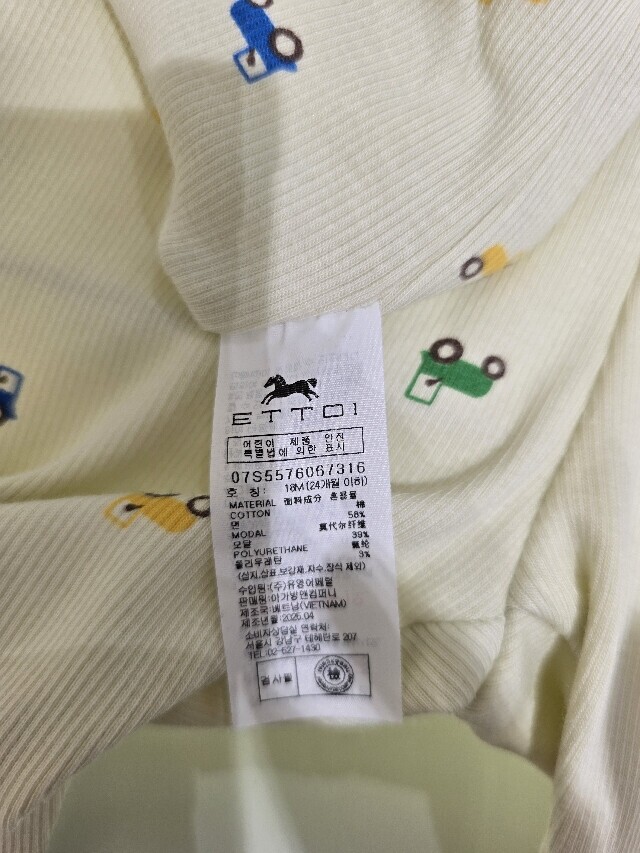 ETTOI
어린이 제품 안전
특별법에 의한 표시
07S5576067316
호 칭: 18M(24개월 이하)
MATERIAL 面料成分 혼용률
COTTON 棉
면 58%
MODAL 莫代尔纤维
모달 39%
POLYURETHANE 氨纶
폴리우레탄 3%
(심지,상표,보강재,자수,장식 제외)
수입원:(주)유영어패럴
판매원:아가방앤컴퍼니
제조국:베트남(VIETNAM)
제조년월:2025.04
소비자상담실 연락처:
서울시 강남구 테헤란로 207
TEL:02-527-1430
검사필